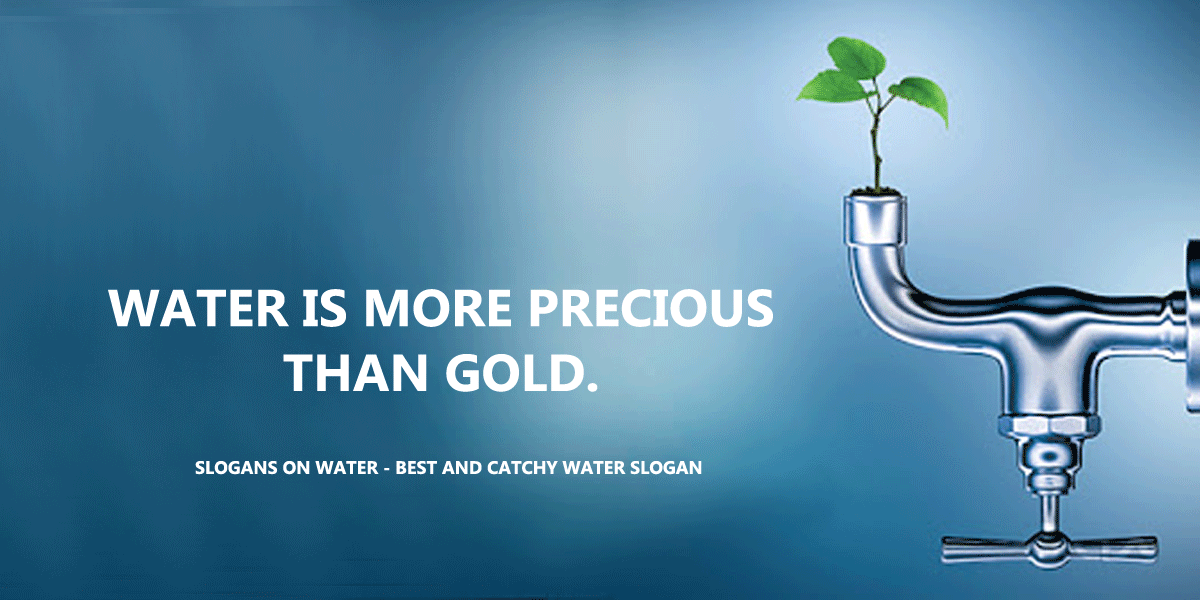 WATER IS MORE PRECIOUS
THAN GOLD.
SLOGANS ON WATER - BEST AND CATCHY WATER SLOGAN